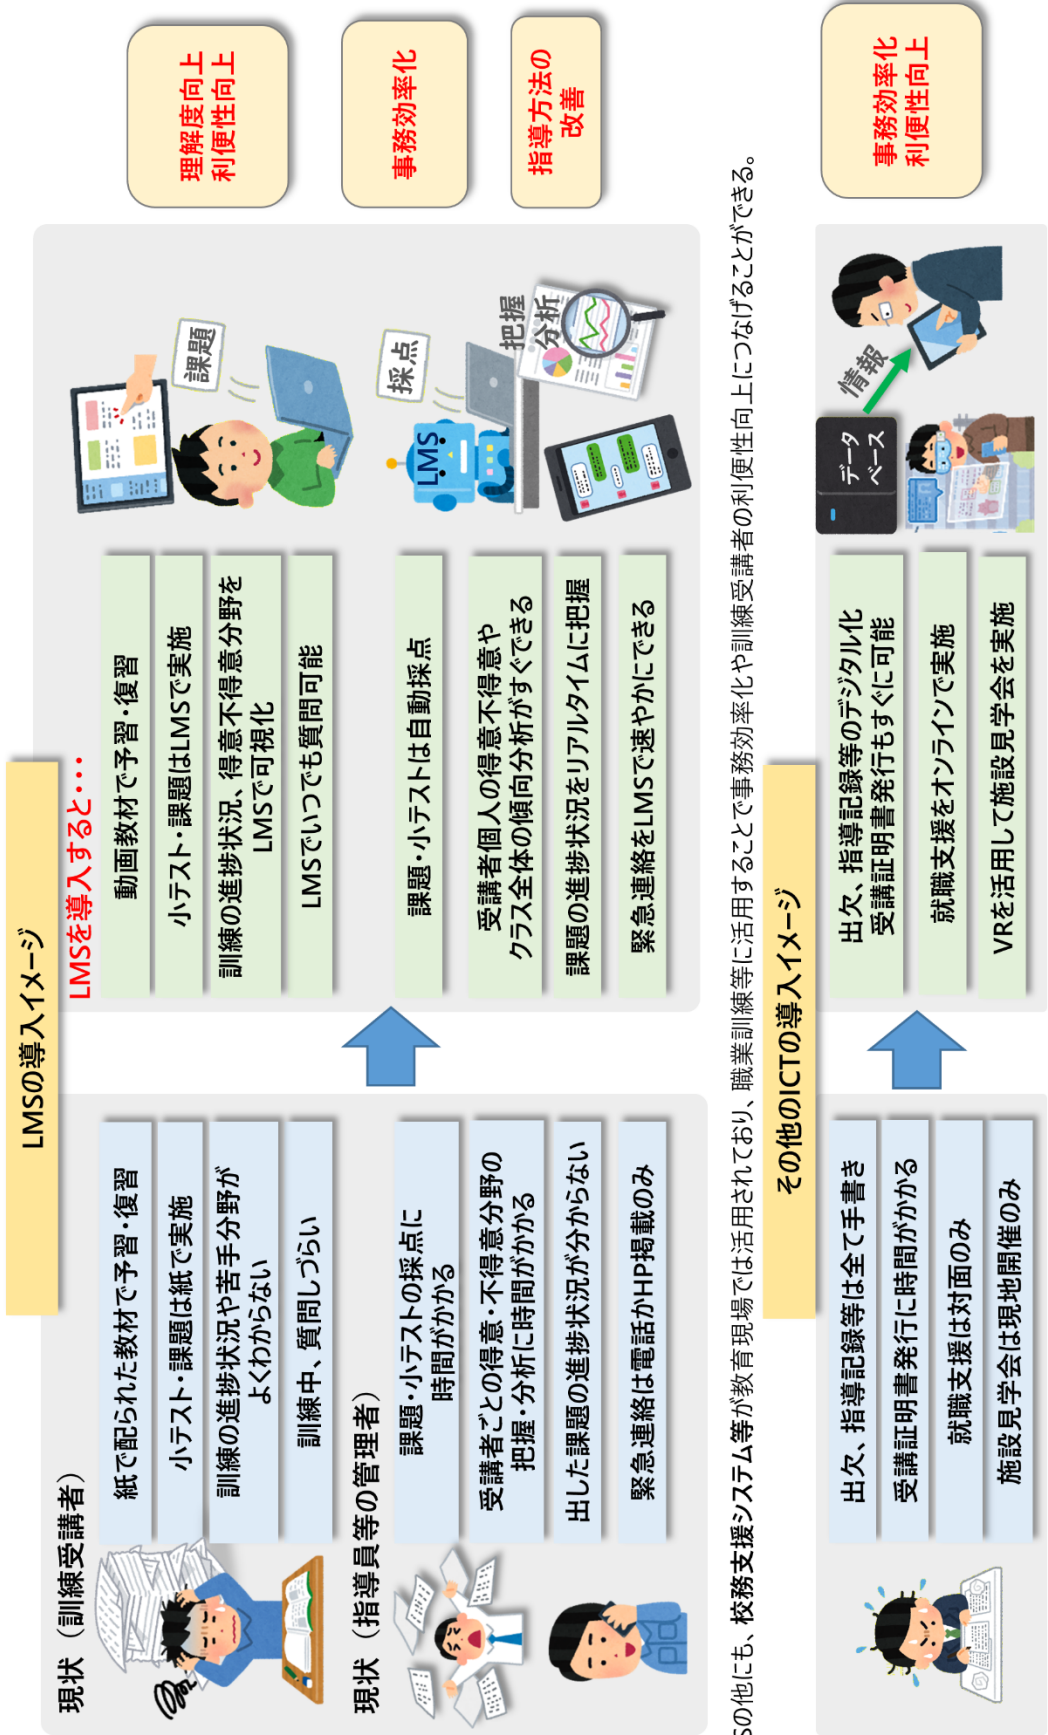 LMSの導入イメージ
現状（訓練受講者）
紙で配られた教材で予習・復習
小テスト・課題は紙で実施
訓練の進捗状況や苦手分野が
よくわからない
訓練中、質問しづらい
現状（指導員等の管理者）
課題・小テストの採点に
時間がかかる
受講者ごとの得意・不得意分野の
把握・分析に時間がかかる
出した課題の進捗状況が分からない
緊急連絡は電話かHP掲載のみ
LMSを導入すると・・・
動画教材で予習・復習
小テスト・課題はLMSで実施
訓練の進捗状況、得意不得意分野を
LMSで可視化
LMSでいつでも質問可能
課題・小テストは自動採点
受講者個人の得意不得意や
クラス全体の傾向分析がすぐできる
課題の進捗状況をリアルタイムに把握
緊急連絡をLMSで速やかにできる
課題
採点
LMS
把握
分析
理解度向上
利便性向上
事務効率化
指導方法の
改善
Sの他にも、校務支援システム等が教育現場では活用されており、職業訓練等に活用することで事務効率化や訓練受講者の利便性向上につなげることができる。
その他のICTの導入イメージ
出欠、指導記録等は全て手書き
受講証明書発行に時間がかかる
就職支援は対面のみ
施設見学会は現地開催のみ
出欠、指導記録等のデジタル化
受講証明書発行もすぐに可能
就職支援をオンラインで実施
VRを活用して施設見学会を実施
データ
ベース
情報
事務効率化
利便性向上